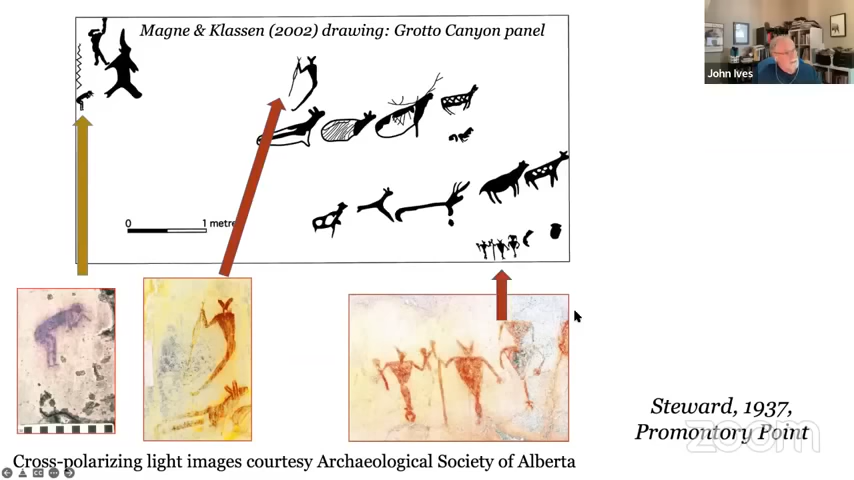 Magne & Klassen (2002) drawing: Grotto Canyon panel
John Ives
0
1 metre
Steward, 1937,
Promontory Point
zoom
Cross-polarizing light images courtesy Archaeological Society of Alberta